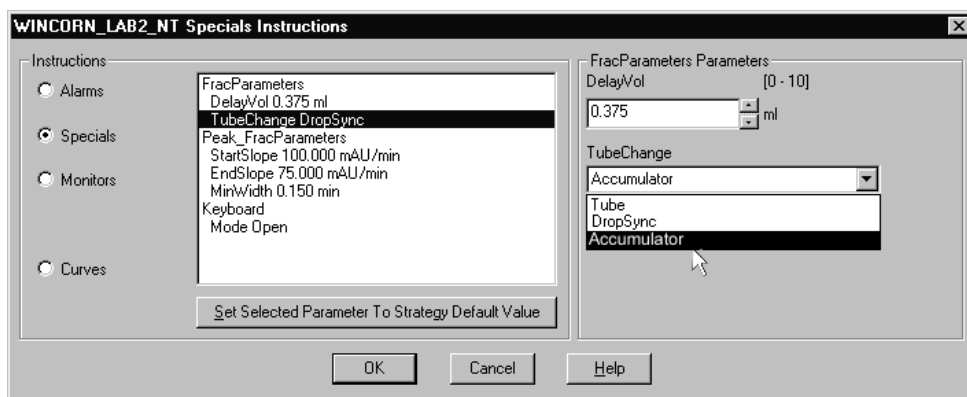 WINCORN_LAB2_NT Specials Instructions
Instructions
Alarms
Specials
Monitors
Curves
FracParameters
DelayVol 0.375 ml
TubeChange DropSync
Peak_FracParameters
StartSlope 100.000 mAU/min
EndSlope 75.000 mAU/min
MinWidth 0.150 min
Keyboard
Mode Open
Set Selected Parameter To Strategy Default Value
FracParameters Parameters
DelayVol [0 - 10]
0.375 ml
TubeChange
Accumulator
Tube
DropSync
Accumulator
OK Cancel Help